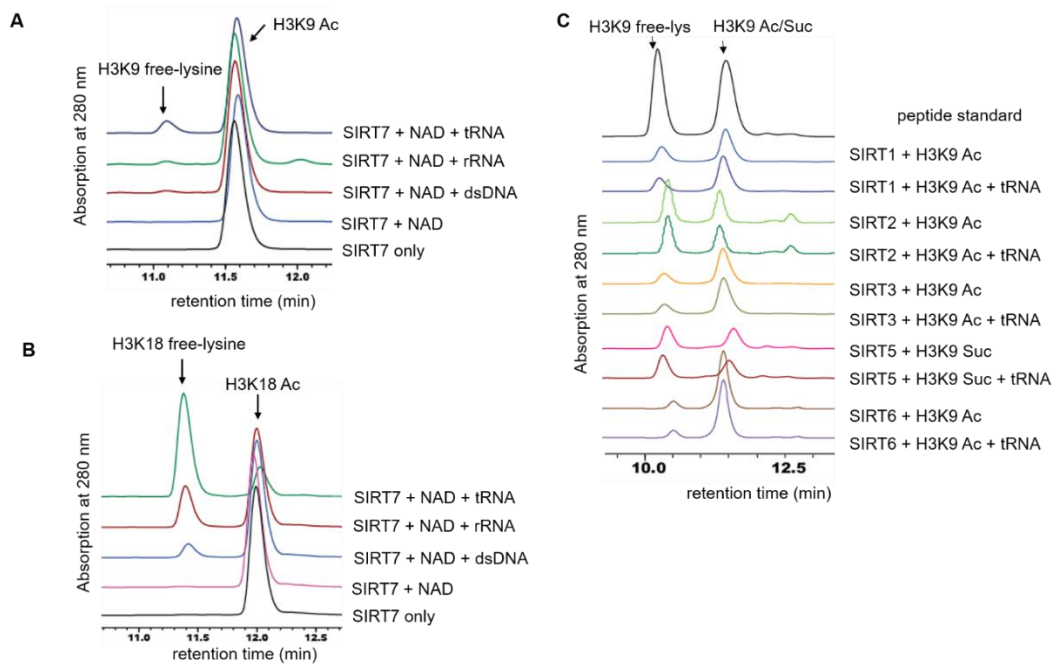 A
H3K9 Ac
H3K9 free-lysine
Absorption at 280 nm
SIRT7 + NAD + tRNA
SIRT7 + NAD + rRNA
SIRT7 + NAD + dsDNA
SIRT7 + NAD
SIRT7 only
11.0 11.5 12.0
retention time (min)
B
H3K18 free-lysine
H3K18 Ac
Absorption at 280 nm
SIRT7 + NAD + tRNA
SIRT7 + NAD + rRNA
SIRT7 + NAD + dsDNA
SIRT7 + NAD
SIRT7 only
11.0 11.5 12.0 12.5
retention time (min)
C
H3K9 free-lys H3K9 Ac/Suc
Absorption at 280 nm
peptide standard
SIRT1 + H3K9 Ac
SIRT1 + H3K9 Ac + tRNA
SIRT2 + H3K9 Ac
SIRT2 + H3K9 Ac + tRNA
SIRT3 + H3K9 Ac
SIRT3 + H3K9 Ac + tRNA
SIRT5 + H3K9 Suc
SIRT5 + H3K9 Suc + tRNA
SIRT6 + H3K9 Ac
SIRT6 + H3K9 Ac + tRNA
10.0 12.5
retention time (min)